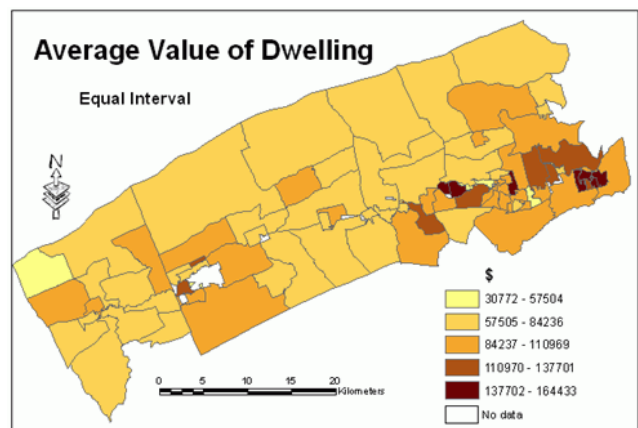 Average Value of Dwelling
Equal Interval
N
$
30772 - 57504
57505 - 84236
84237 - 110969
110970 - 137701
137702 - 164433
No data
0 5 10 15 20
Kilometers